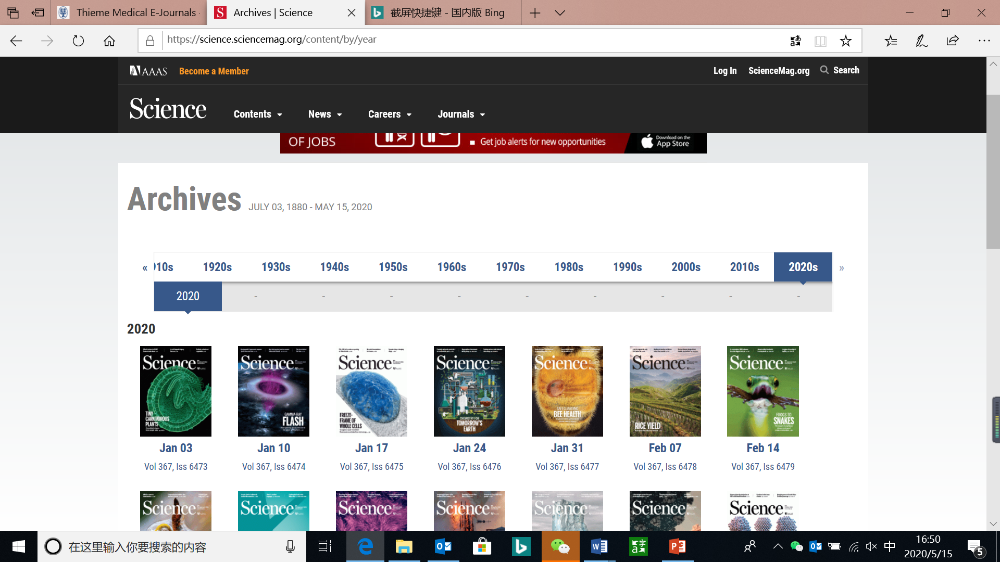 Thieme Medical E-Journals
Archives | Science
截屏快捷键 - 国内版 Bing
https://science.sciencemag.org/content/by/year
AAAS
Become a Member
Log In
ScienceMag.org
Search
Science
Contents
News
Careers
Journals
OF JOBS
Get job alerts for new opportunities
Download on the
App Store
Archives JULY 03, 1880 - MAY 15, 2020
« 910s 1920s 1930s 1940s 1950s 1960s 1970s 1980s 1990s 2000s 2010s 2020s »
2020 - - - - - - - - -
2020
Science
TINY
CARNIVOROUS
PLANTS
Science
GAMMA-RAY
FLASH
Science
FREEZE-
FRAME OF
WHOLE CELLS
Science
CHEMISTRY FOR
TOMORROW'S
EARTH
Science
SAFEGUARDING
BEE HEALTH
Science
RICE YIELD
Science
FROGS TO
SNAKES
Jan 03 Jan 10 Jan 17 Jan 24 Jan 31 Feb 07 Feb 14
Vol 367, Iss 6473 Vol 367, Iss 6474 Vol 367, Iss 6475 Vol 367, Iss 6476 Vol 367, Iss 6477 Vol 367, Iss 6478 Vol 367, Iss 6479
Science Science Science Science Science Science Science
在这里输入你要搜索的内容
中
16:50
2020/5/15
5